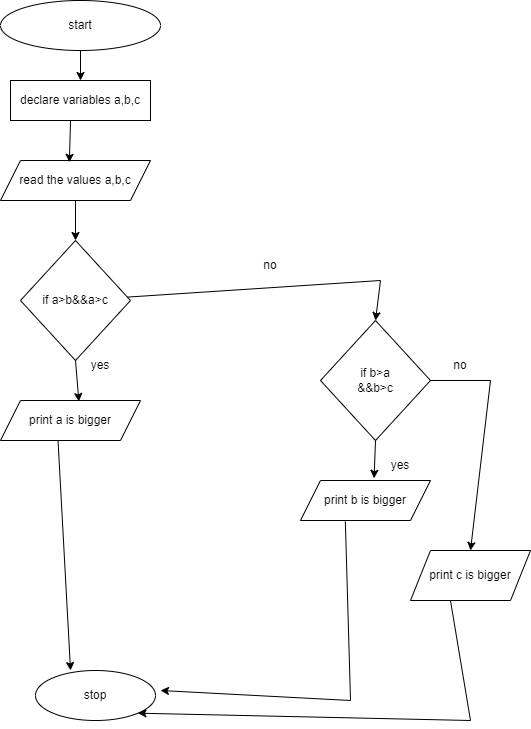 start
declare variables a,b,c
read the values a,b,c
no
if a>b&&a>c
yes
no
if b>a
&&b>c
print a is bigger
yes
print b is bigger
print c is bigger
stop